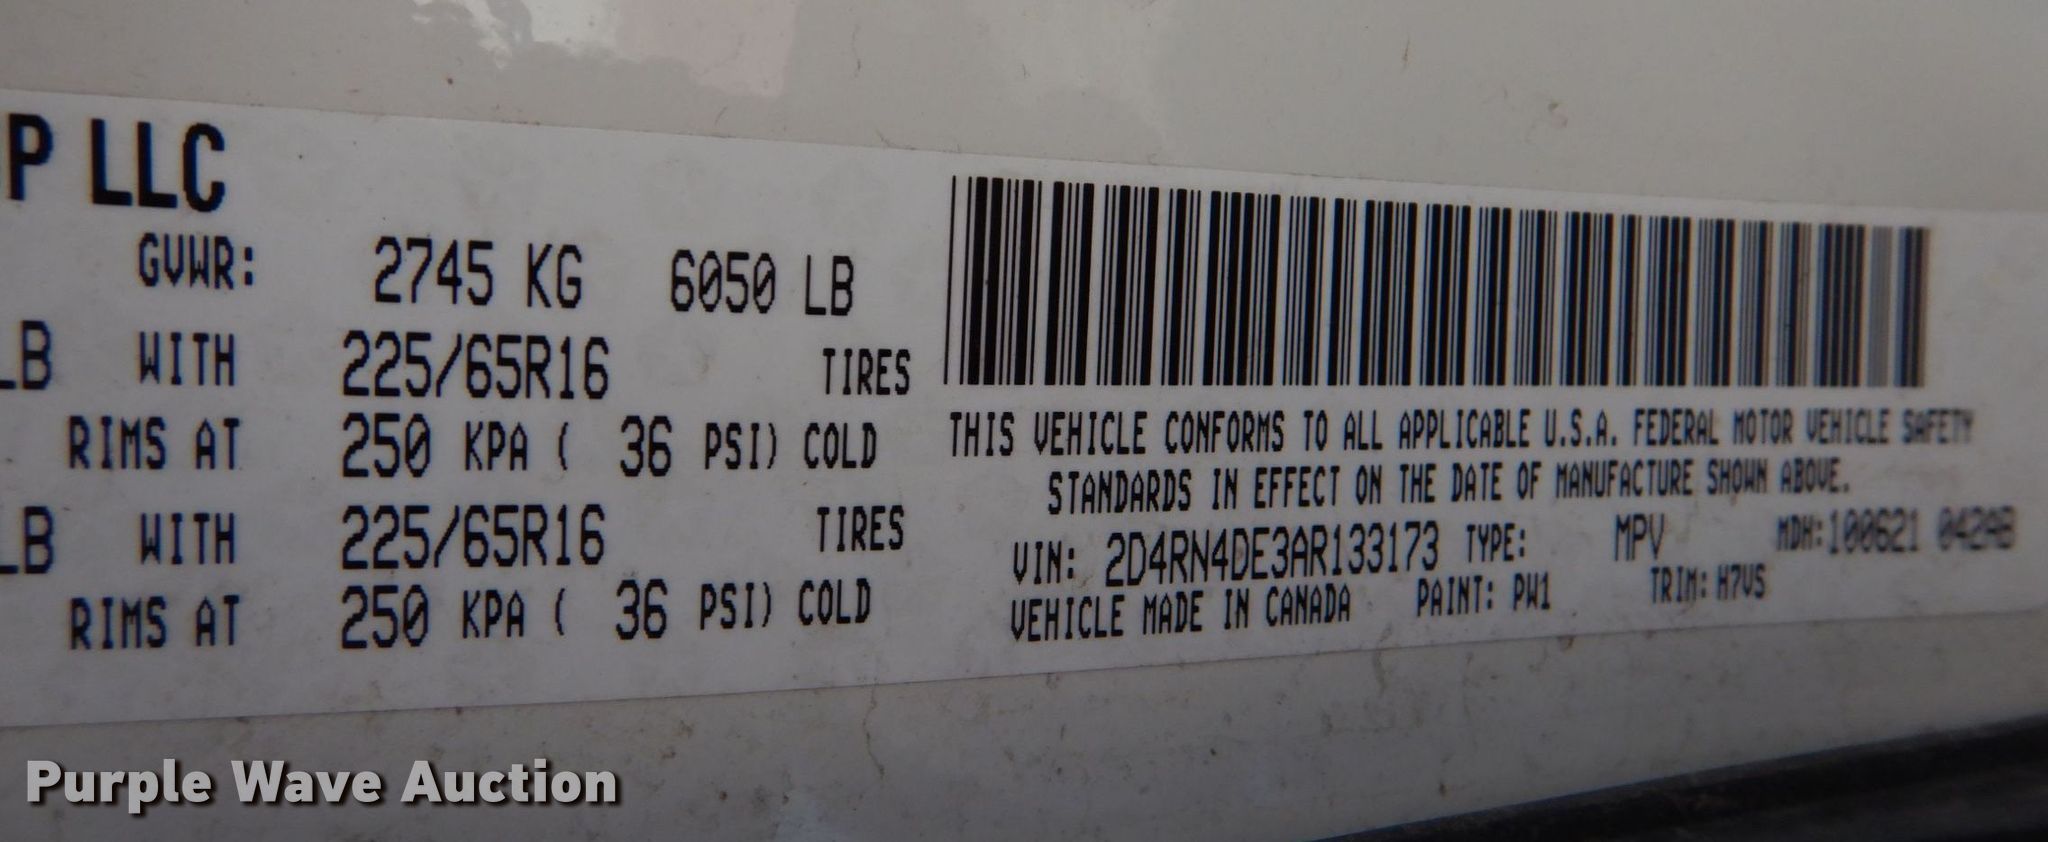 P LLC
GVWR: 2745 KG 6050 LB
LB WITH 225/65R16 TIRES
RIMS AT 250 KPA ( 36 PSI) COLD
LB WITH 225/65R16 TIRES
RIMS AT 250 KPA ( 36 PSI) COLD
THIS VEHICLE CONFORMS TO ALL APPLICABLE U.S.A. FEDERAL MOTOR VEHICLE SAFETY
STANDARDS IN EFFECT ON THE DATE OF MANUFACTURE SHOWN ABOVE.
VIN: 2D4RN4DE3AR133173 TYPE: MPV MDH:100621 042AB
VEHICLE MADE IN CANADA PAINT: PW1 TRIM: H7VS
Purple Wave Auction